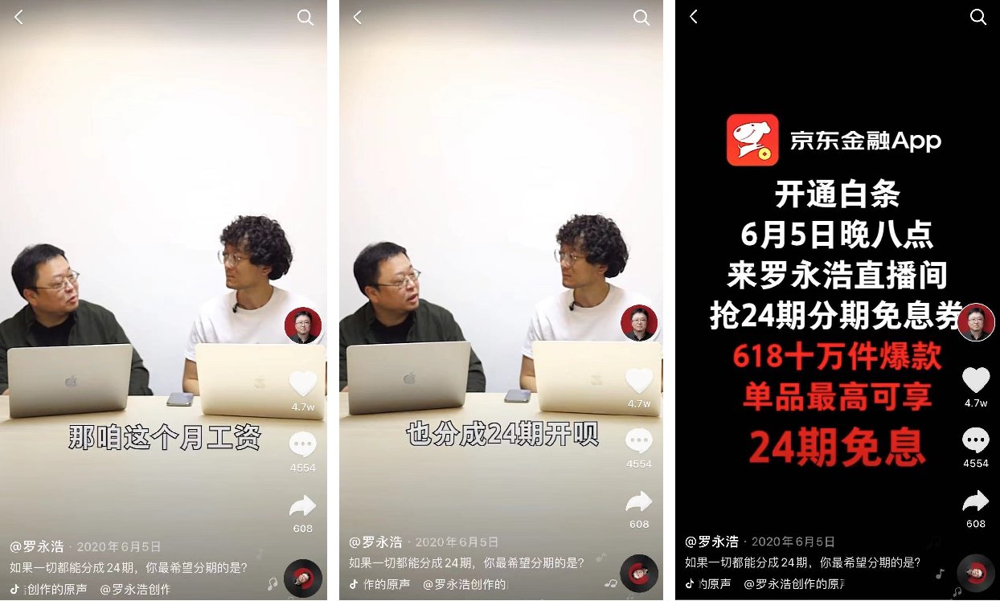 那咱这个月工资
4.7w
4554
608
@罗永浩 · 2020年6月5日
如果一切都能分成24期，你最希望分期的是?
创作的原声 @罗永浩创作
也分成24期开呗
4.7w
4554
608
@罗永浩 · 2020年6月5日
如果一切都能分成24期，你最希望分期的是?
作的原声 @罗永浩创作的
京东金融App
开通白条
6月5日晚八点
来罗永浩直播间
抢24期分期免息券
618十万件爆款
单品最高可享
24期免息
4.7w
4554
608
@罗永浩 · 2020年6月5日
如果一切都能分成24期，你最希望分期的是?
的原声 @罗永浩创作的原